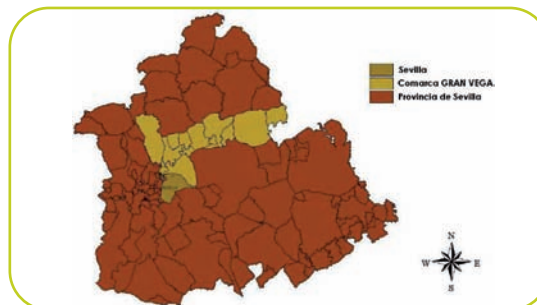 Sevilla
Comarca GRAN VEGA.
Provincia de Sevilla
N
W E
S